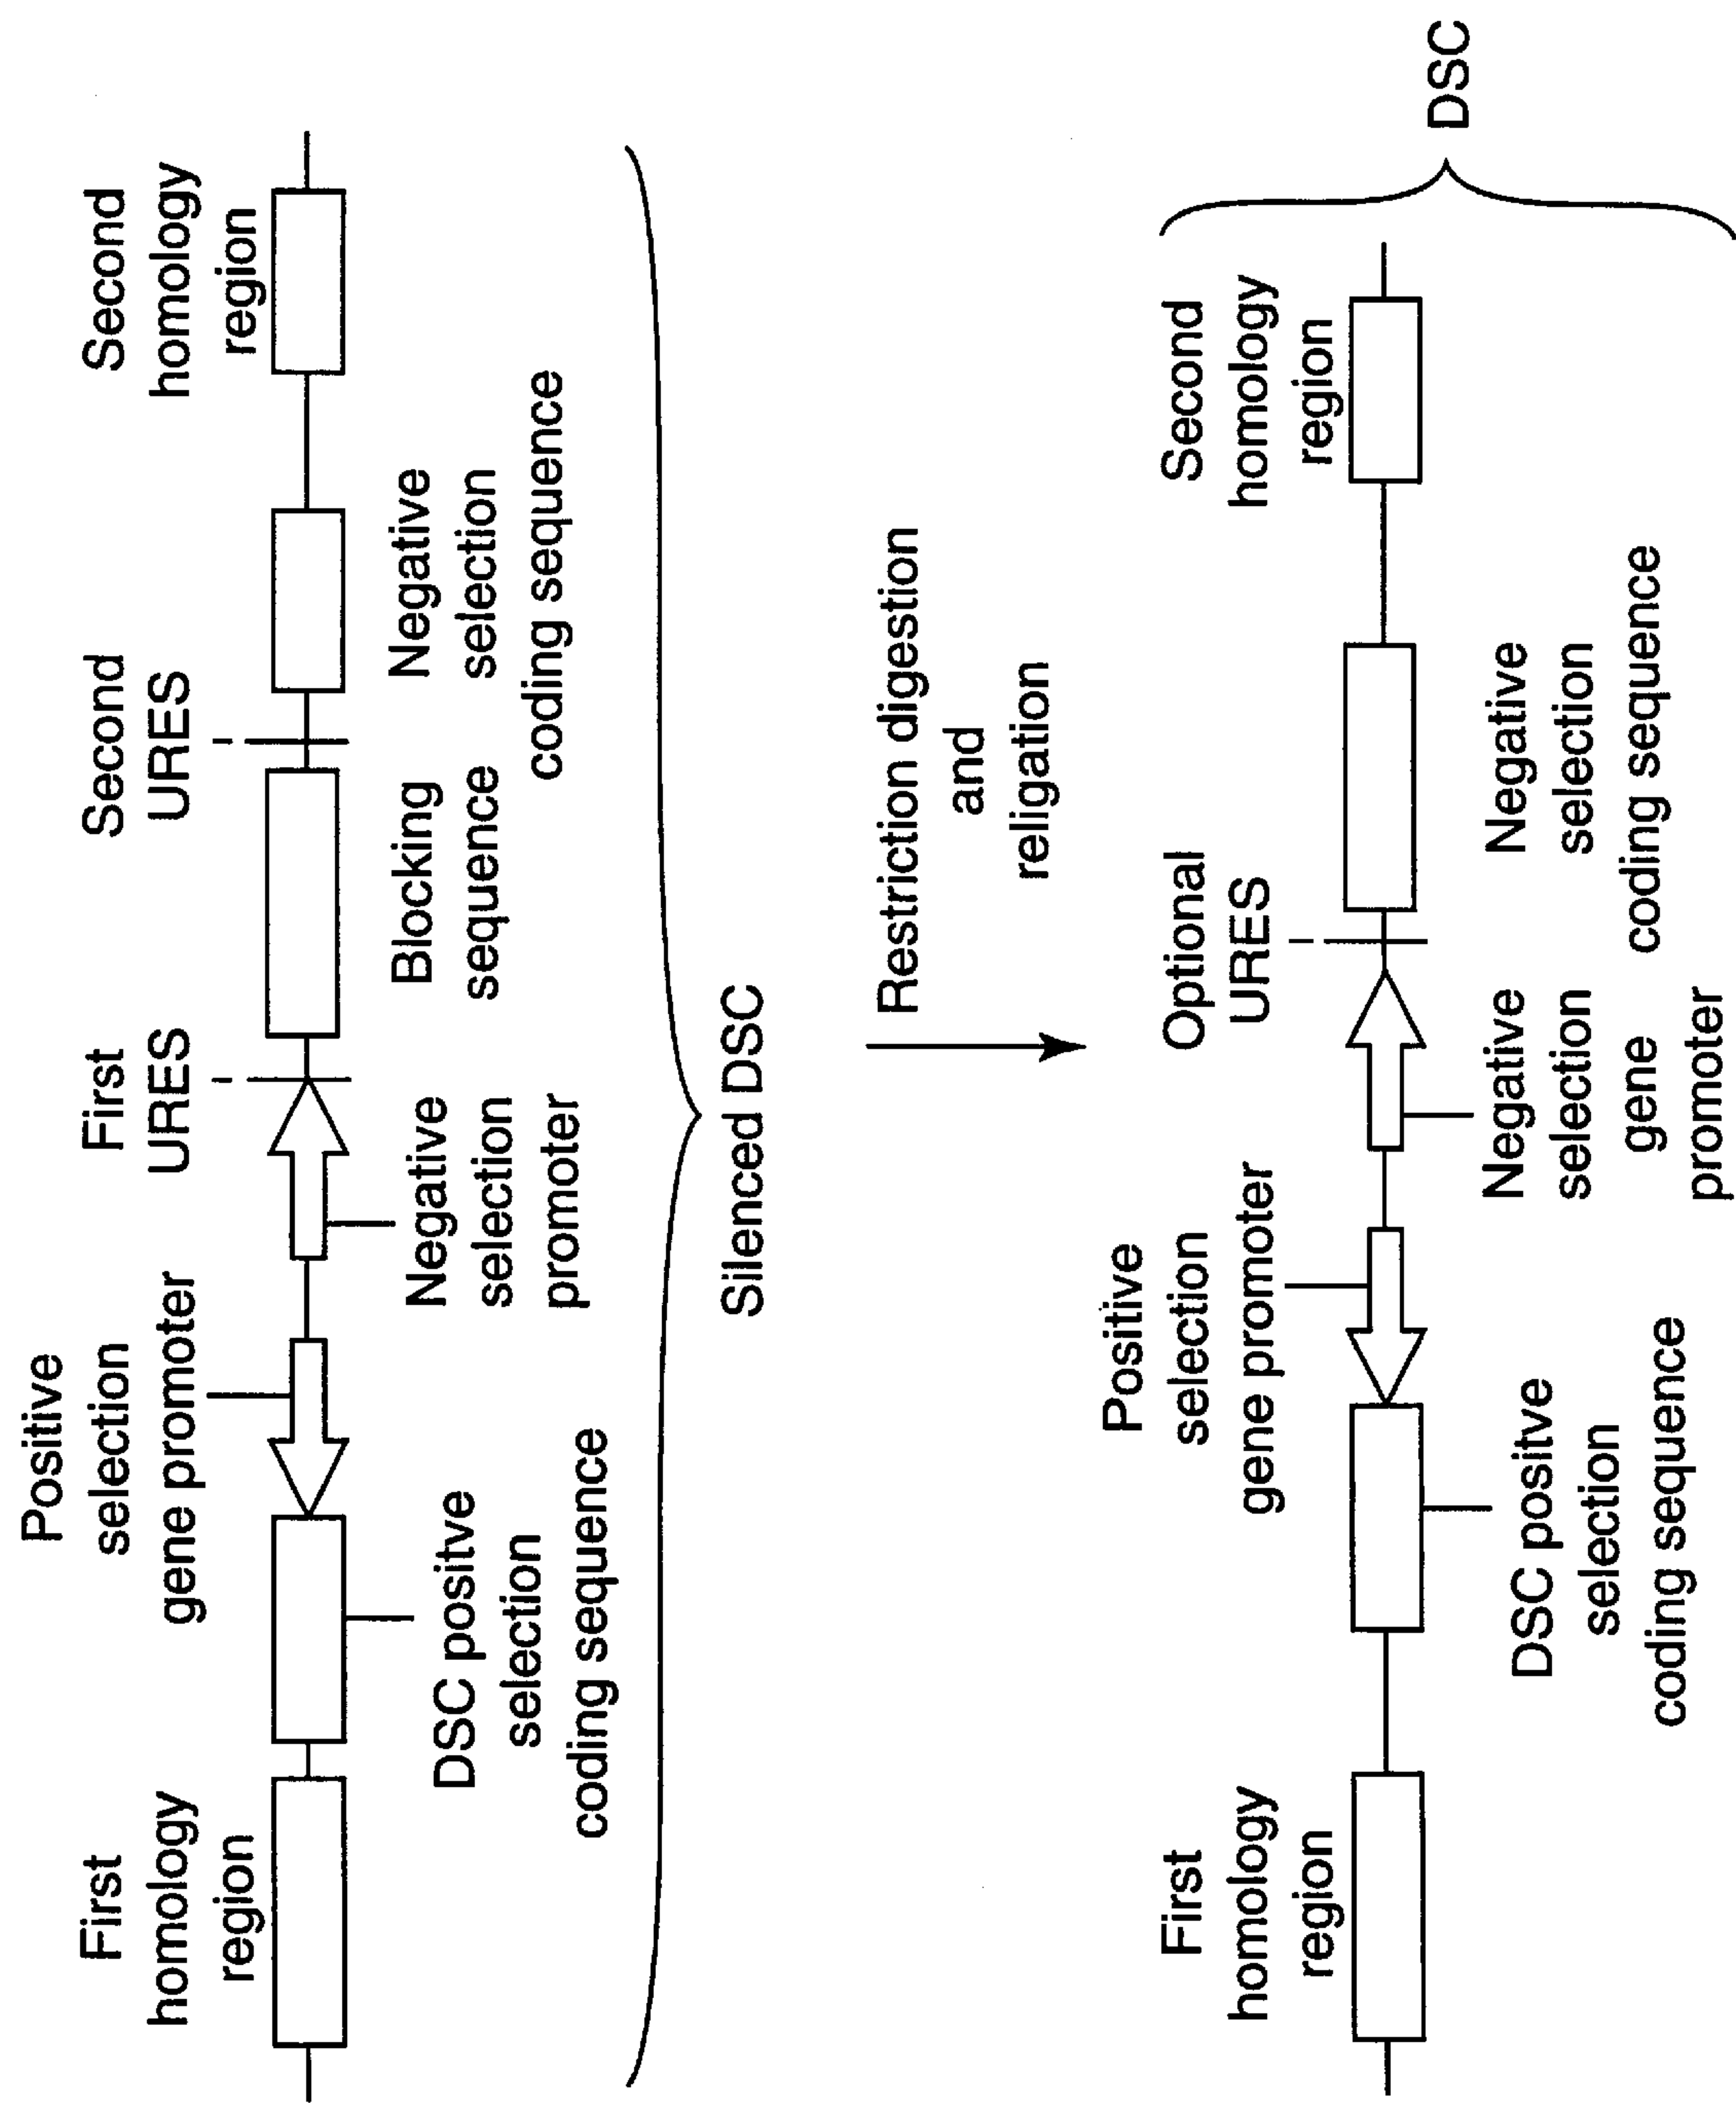 First
homology
region
Positive
selection
gene promoter
First
URES
Second
URES
Second
homology
region
DSC positive
selection
coding sequence
Negative
selection
promoter
Blocking
sequence
Negative
selection
coding sequence
Silenced DSC
Restriction digestion
and
religation
First
homology
region
Positive
selection
gene promoter
Optional
URES
Second
homology
region
DSC positve
selection
coding sequence
Negative
selection
gene
promoter
Negative
selection
coding sequence
DSC